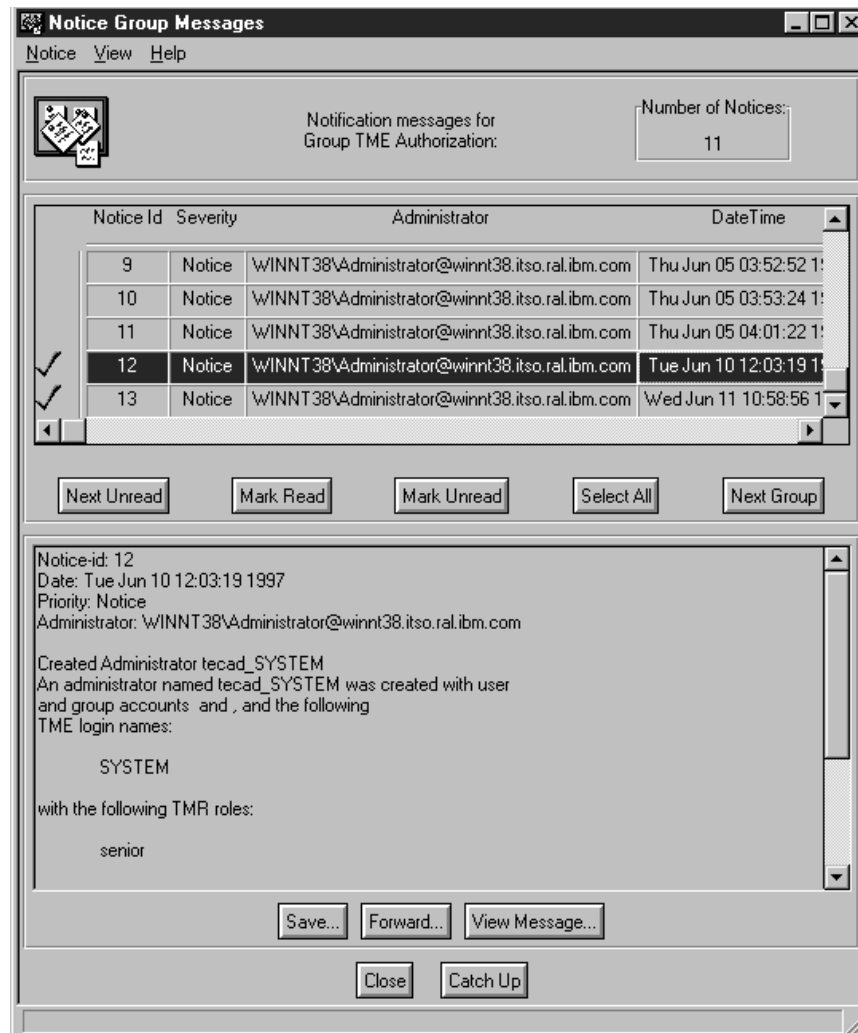 Notice Group Messages
Notice View Help
Notification messages for
Group TME Authorization:
Number of Notices:
11
Notice Id Severity Administrator DateTime
9 Notice WINNT38\Administrator@winnt38.itso.ral.ibm.com Thu Jun 05 03:52:52 1
10 Notice WINNT38\Administrator@winnt38.itso.ral.ibm.com Thu Jun 05 03:53:24 1
11 Notice WINNT38\Administrator@winnt38.itso.ral.ibm.com Thu Jun 05 04:01:22 1
12 Notice WINNT38\Administrator@winnt38.itso.ral.ibm.com Tue Jun 10 12:03:19 1
13 Notice WINNT38\Administrator@winnt38.itso.ral.ibm.com Wed Jun 11 10:58:56 1
Next Unread Mark Read Mark Unread Select All Next Group
Notice-id: 12
Date: Tue Jun 10 12:03:19 1997
Priority: Notice
Administrator: WINNT38\Administrator@winnt38.itso.ral.ibm.com
Created Administrator tecad_SYSTEM
An administrator named tecad_SYSTEM was created with user
and group accounts  and , and the following
TME login names:
SYSTEM
with the following TMR roles:
senior
Save... Forward... View Message...
Close Catch Up